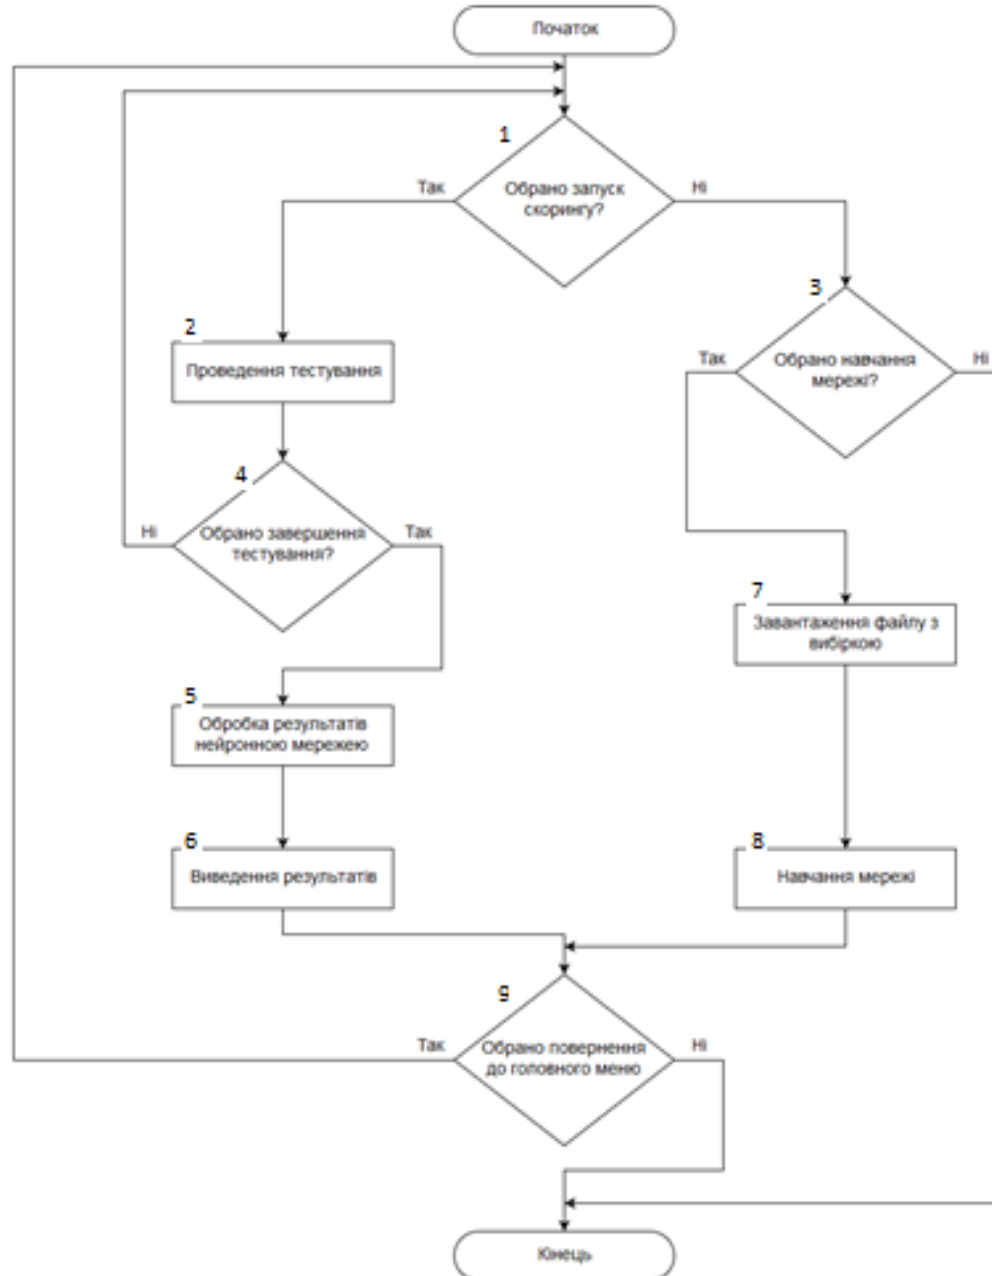 Початок
1
Так
Обрано запуск
скорингу?
Ні
3
2
Так
Обрано навчання
мережі?
Ні
Проведення тестування
4
Ні
Обрано завершення
тестування?
Так
7
Завантаження файлу з
вибіркою
5
Обробка результатів
нейронною мережею
6
Виведення результатів
8
Навчання мережі
9
Так
Обрано повернення
до головного меню
Ні
Кінець